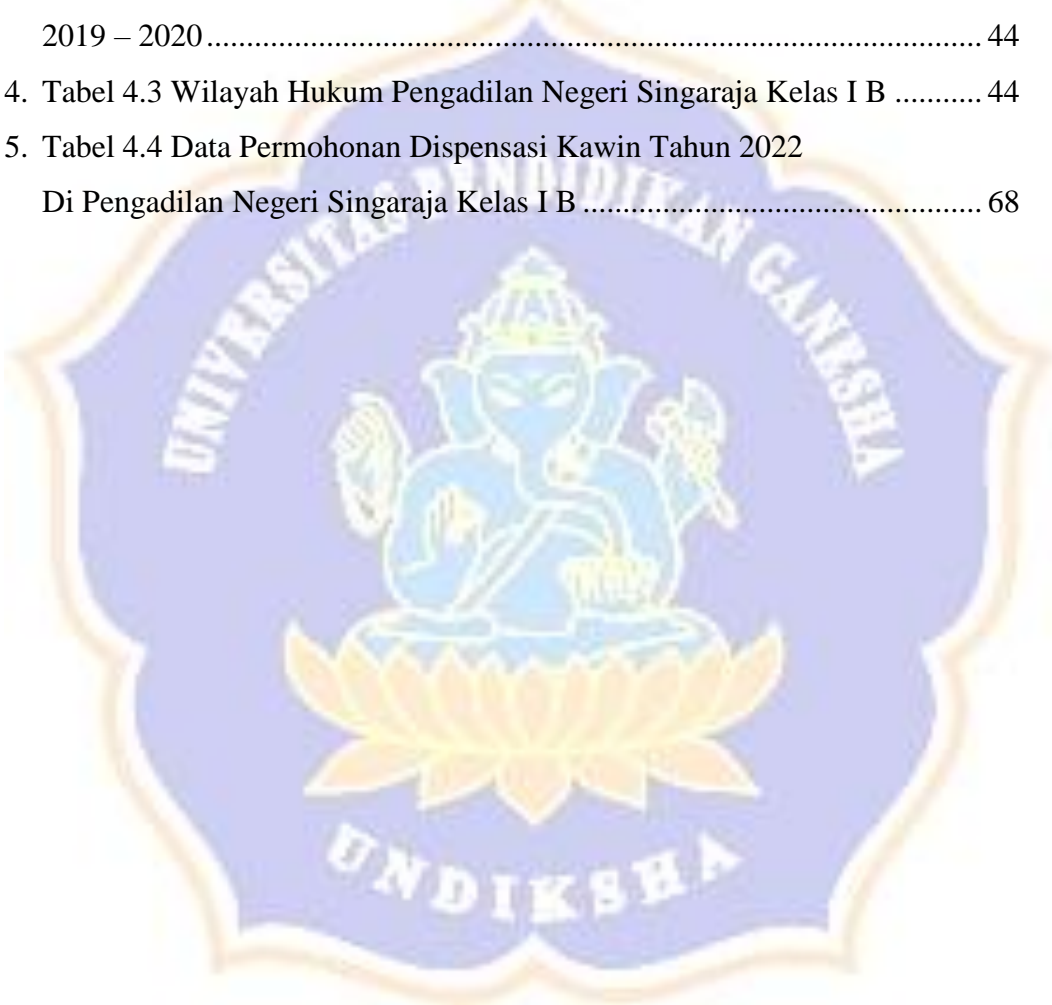 2019 – 2020 .................................................................................................. 44
4. Tabel 4.3 Wilayah Hukum Pengadilan Negeri Singaraja Kelas I B ........... 44
5. Tabel 4.4 Data Permohonan Dispensasi Kawin Tahun 2022
Di Pengadilan Negeri Singaraja Kelas I B .................................................. 68
UNIVERSITAS PENDIDIKAN GANESHA
UNDIKSHA